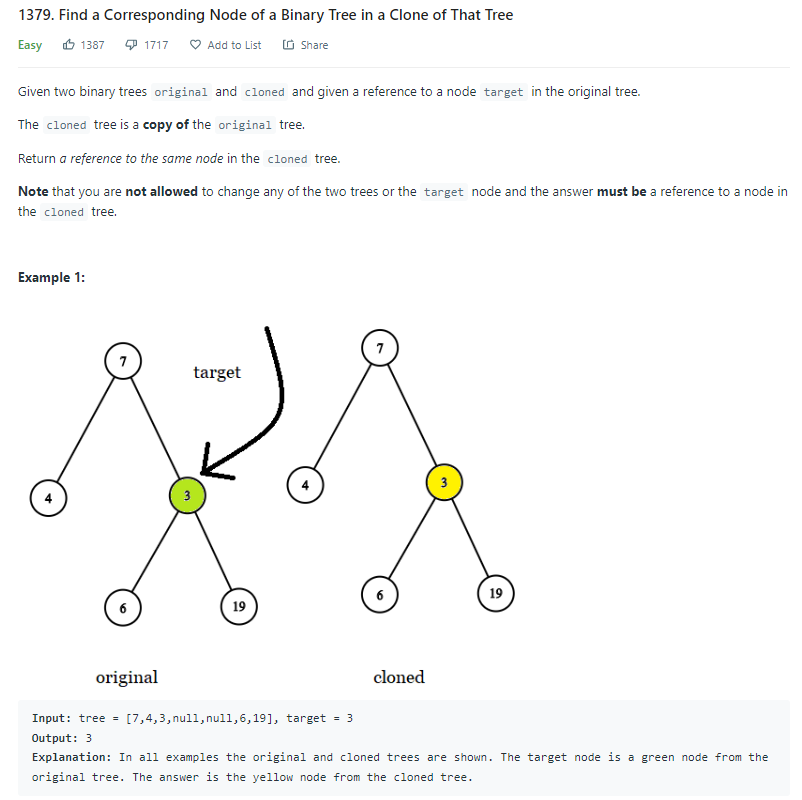 1379. Find a Corresponding Node of a Binary Tree in a Clone of That Tree
Easy 1387 1717 Add to List Share
Given two binary trees original and cloned and given a reference to a node target in the original tree.
The cloned tree is a copy of the original tree.
Return a reference to the same node in the cloned tree.
Note that you are not allowed to change any of the two trees or the target node and the answer must be a reference to a node in
the cloned tree.
Example 1:
7
target
4
3
6
19
original
7
4
3
6
19
cloned
Input: tree = [7,4,3,null,null,6,19], target = 3
Output: 3
Explanation: In all examples the original and cloned trees are shown. The target node is a green node from the
original tree. The answer is the yellow node from the cloned tree.